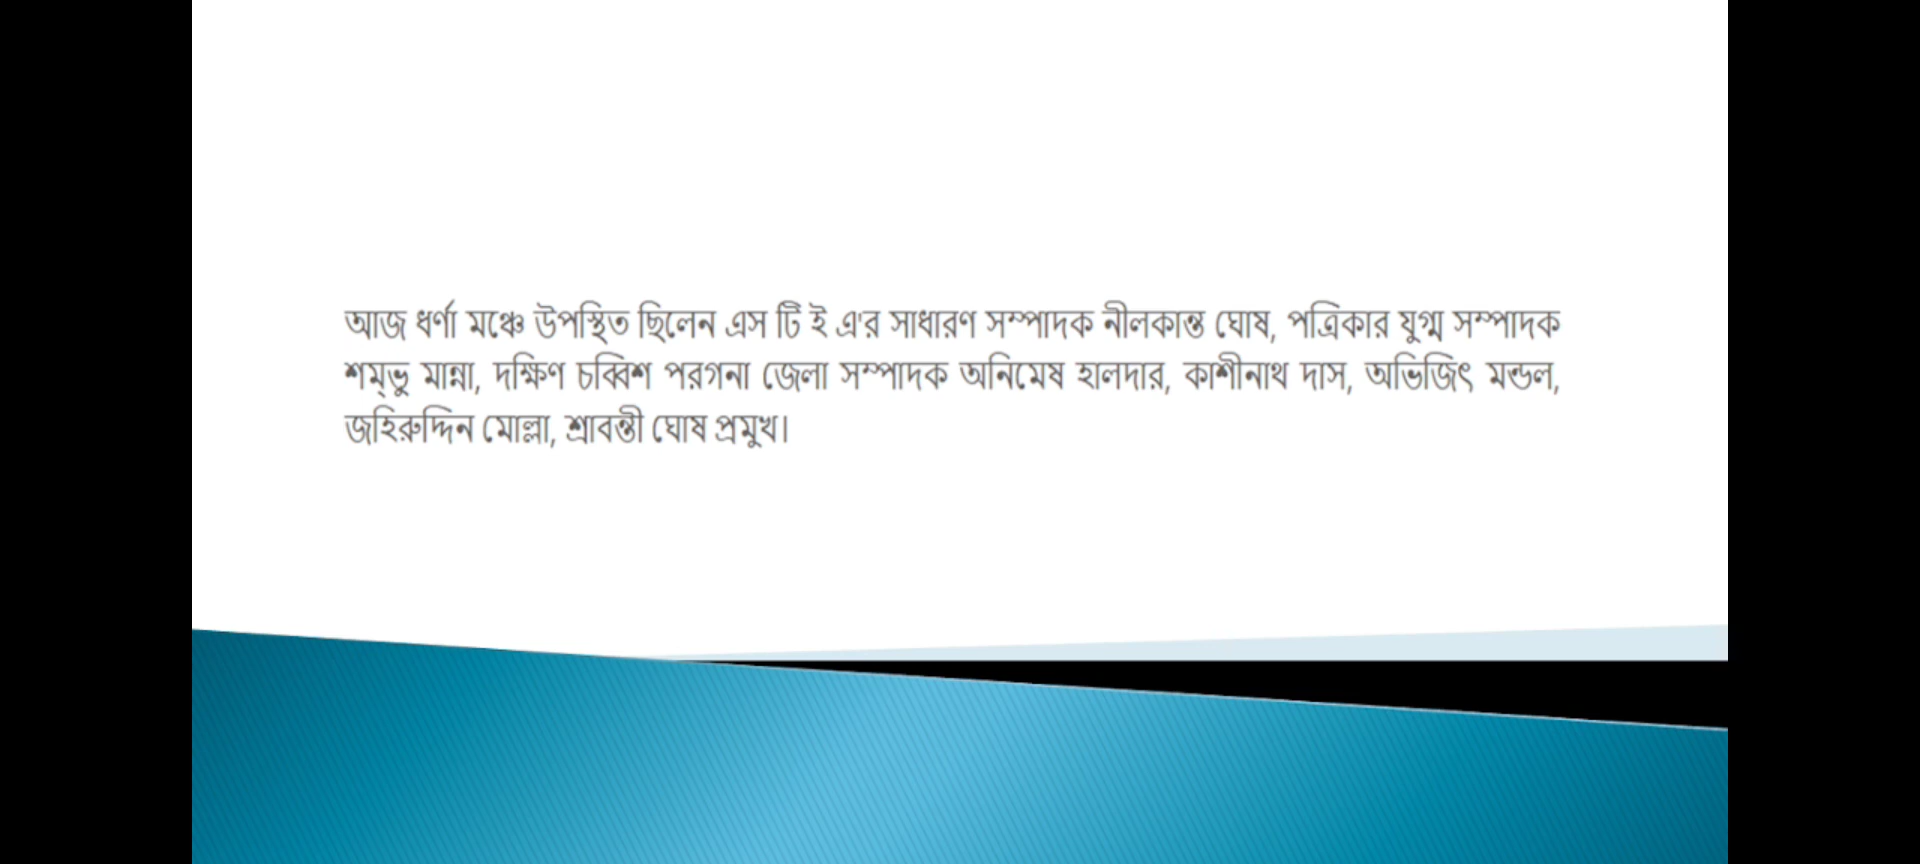 আজ ধর্ণা মঞ্চে উপস্থিত ছিলেন এস টি ই এ'র সাধারণ সম্পাদক নীলকান্ত ঘোষ, পত্রিকার যুগ্ম সম্পাদক
শম্ভু মান্না, দক্ষিণ চব্বিশ পরগনা জেলা সম্পাদক অনিমেষ হালদার, কাশীনাথ দাস, অভিজিৎ মন্ডল,
জহিরুদ্দিন মোল্লা, শ্রাবন্তী ঘোষ প্রমুখ।